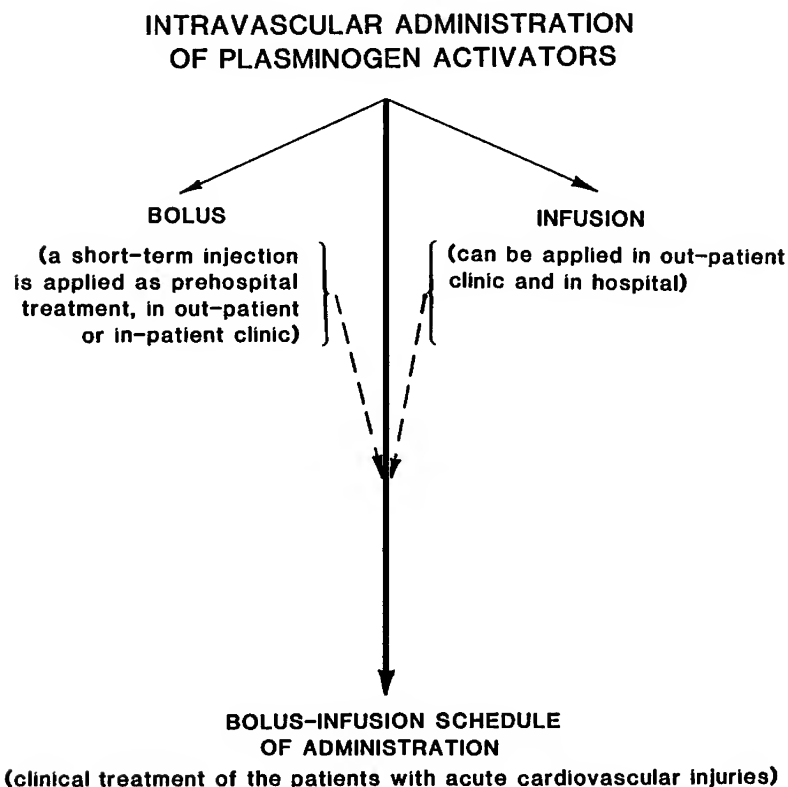 INTRAVASCULAR ADMINISTRATION
OF PLASMINOGEN ACTIVATORS
BOLUS
(a short-term injection
is applied as prehospital
treatment, in out-patient
or in-patient clinic)
INFUSION
(can be applied in out-patient
clinic and in hospital)
BOLUS-INFUSION SCHEDULE
OF ADMINISTRATION
(clinical treatment of the patients with acute cardiovascular injuries)